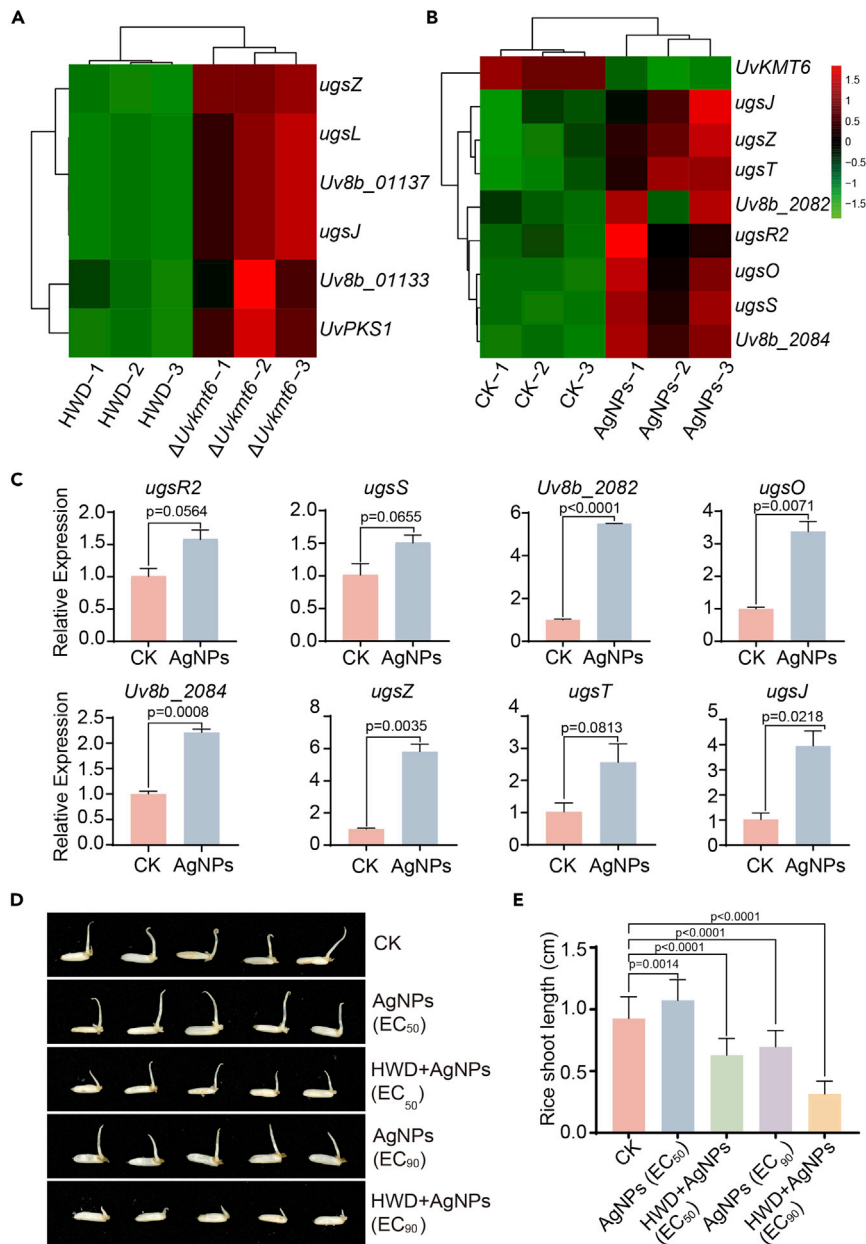 A
ugsZ
ugsL
Uv8b_01137
ugsJ
Uv8b_01133
UvPKS1
HWD-1
HWD-2
HWD-3
ΔUvkmt6-1
ΔUvkmt6-2
ΔUvkmt6-3
B
UvKMT6
ugsJ
ugsZ
ugsT
Uv8b_2082
ugsR2
ugsO
ugsS
Uv8b_2084
CK-1
CK-2
CK-3
AgNPs-1
AgNPs-2
AgNPs-3
1.5
1
0.5
0
-0.5
-1
-1.5
C
ugsR2
Relative Expression
2.0
1.5
1.0
0.5
0.0
p=0.0564
CK AgNPs
ugsS
2.0
1.5
1.0
0.5
0.0
p=0.0655
CK AgNPs
Uv8b_2082
6
4
2
0
p<0.0001
CK AgNPs
ugsO
4
3
2
1
0
p=0.0071
CK AgNPs
Uv8b_2084
Relative Expression
2.5
2.0
1.5
1.0
0.5
0.0
p=0.0008
CK AgNPs
ugsZ
8
6
4
2
0
p=0.0035
CK AgNPs
ugsT
4
3
2
1
0
p=0.0813
CK AgNPs
ugsJ
5
4
3
2
1
0
p=0.0218
CK AgNPs
D
CK
AgNPs
(EC50)
HWD+AgNPs
(EC50)
AgNPs
(EC90)
HWD+AgNPs
(EC90)
E
Rice shoot length (cm)
1.5
1.0
0.5
0.0
p<0.0001
p<0.0001
p<0.0001
p=0.0014
CK
AgNPs (EC50)
HWD+AgNPs
(EC50)
AgNPs (EC90)
HWD+AgNPs
(EC90)